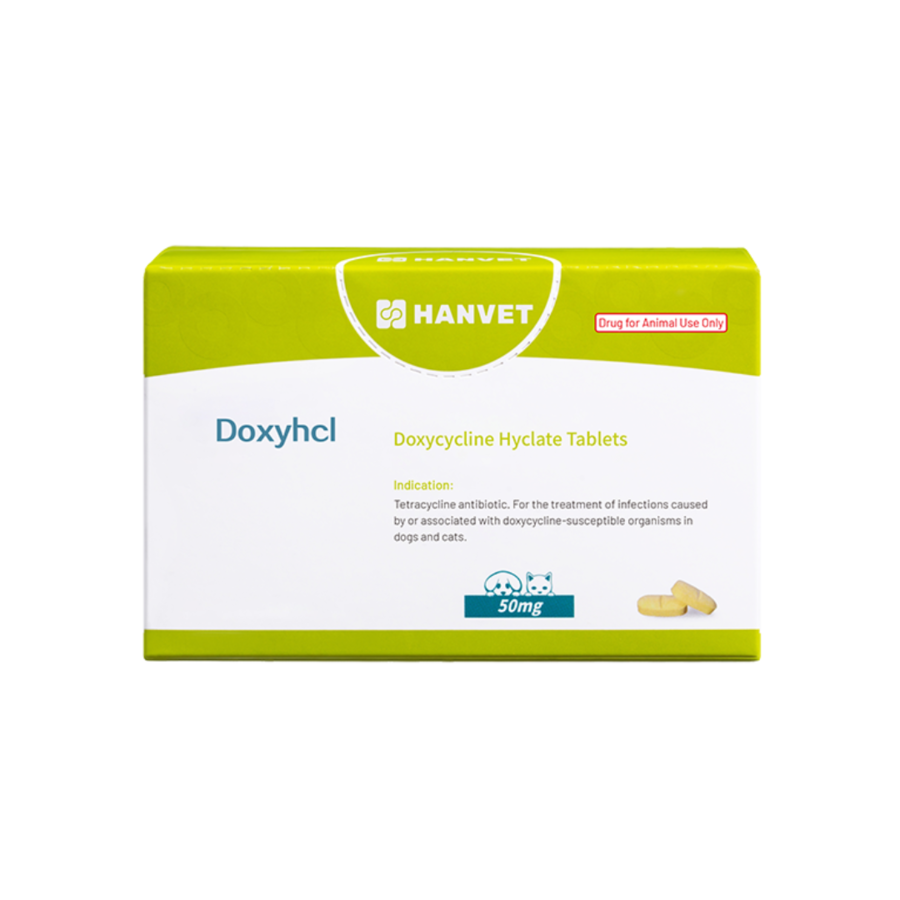 HANVET
HANVET
Drug for Animal Use Only
Doxyhcl
Doxycycline Hyclate Tablets
Indication:
Tetracycline antibiotic. For the treatment of infections caused
by or associated with doxycycline-susceptible organisms in
dogs and cats.
50mg